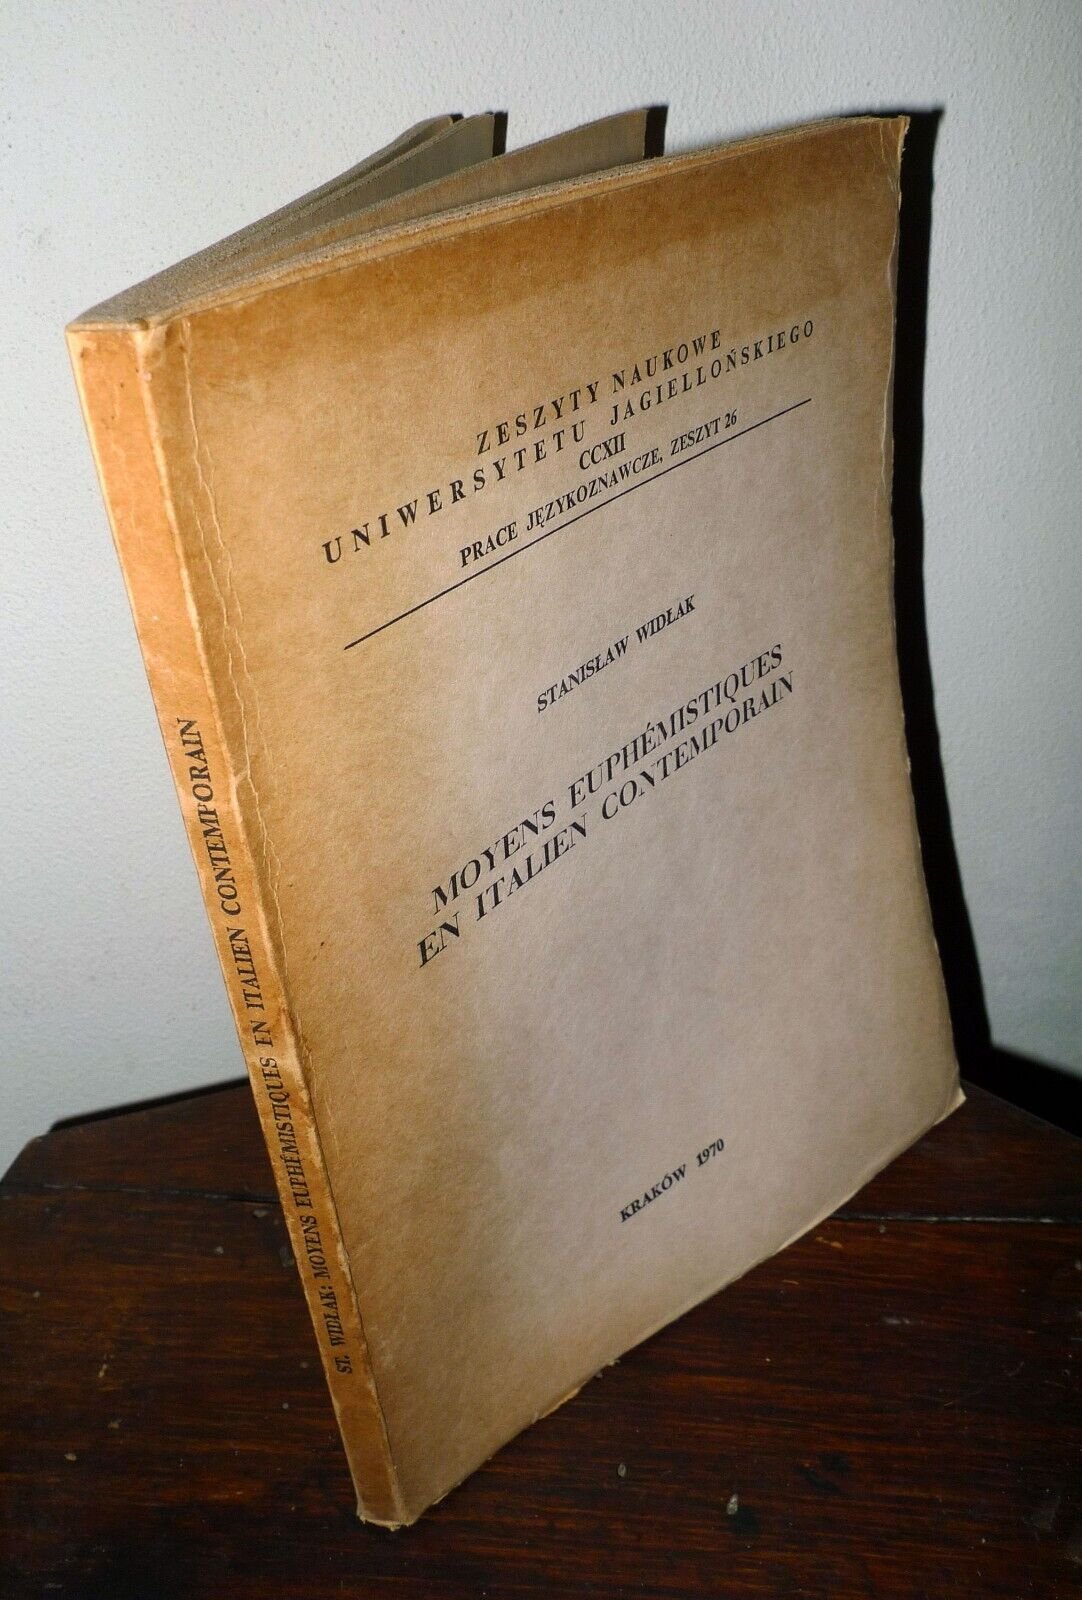 ZESZYTY NAUKOWE
UNIWERSYTETU JAGIELLOŃSKIEGO
CCXII
PRACE JĘZYKOZNAWCZE, ZESZYT 26
STANISŁAW WIDŁAK
MOYENS EUPHÉMISTIQUES
EN ITALIEN CONTEMPORAIN
KRAKÓW 1970
ST. WIDŁAK: MOYENS EUPHÉMISTIQUES EN ITALIEN CONTEMPORAIN